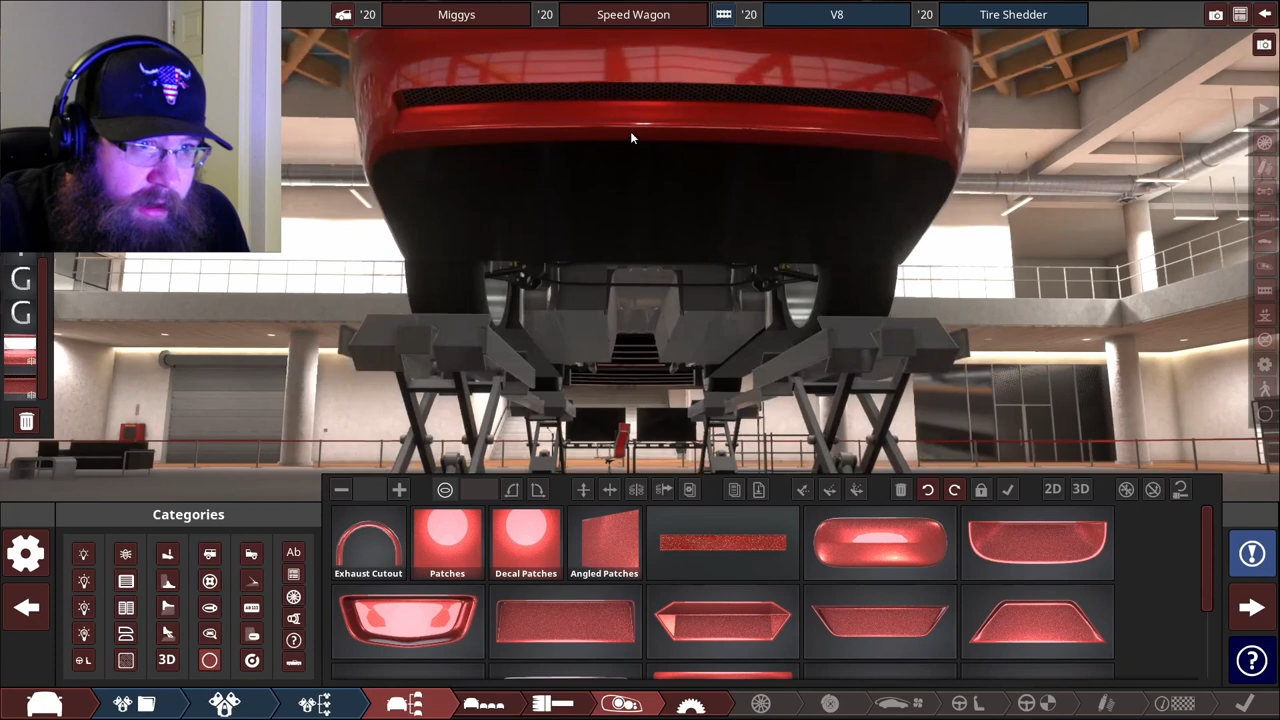 '20 Miggys '20 Speed Wagon '20 V8 '20 Tire Shedder
G
G
2D 3D
Categories
Ab
L
3D
Exhaust Cutout Patches Decal Patches Angled Patches
?
L